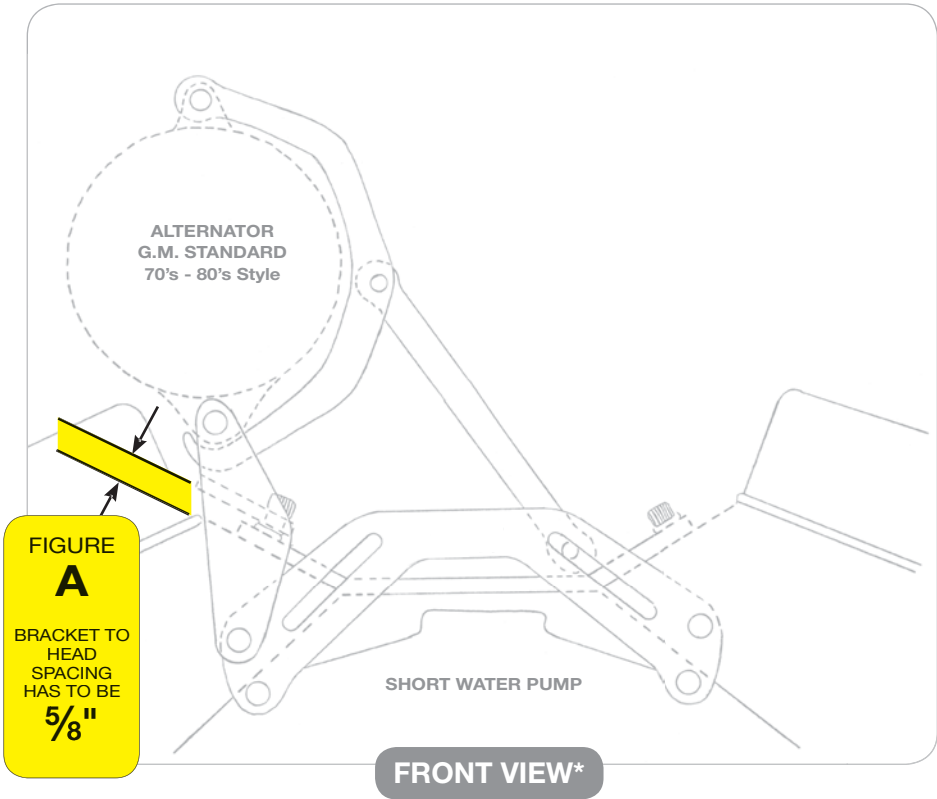 ALTERNATOR
G.M. STANDARD
70's - 80's Style
FIGURE
A
BRACKET TO
HEAD
SPACING
HAS TO BE
5/8"
SHORT WATER PUMP
FRONT VIEW*